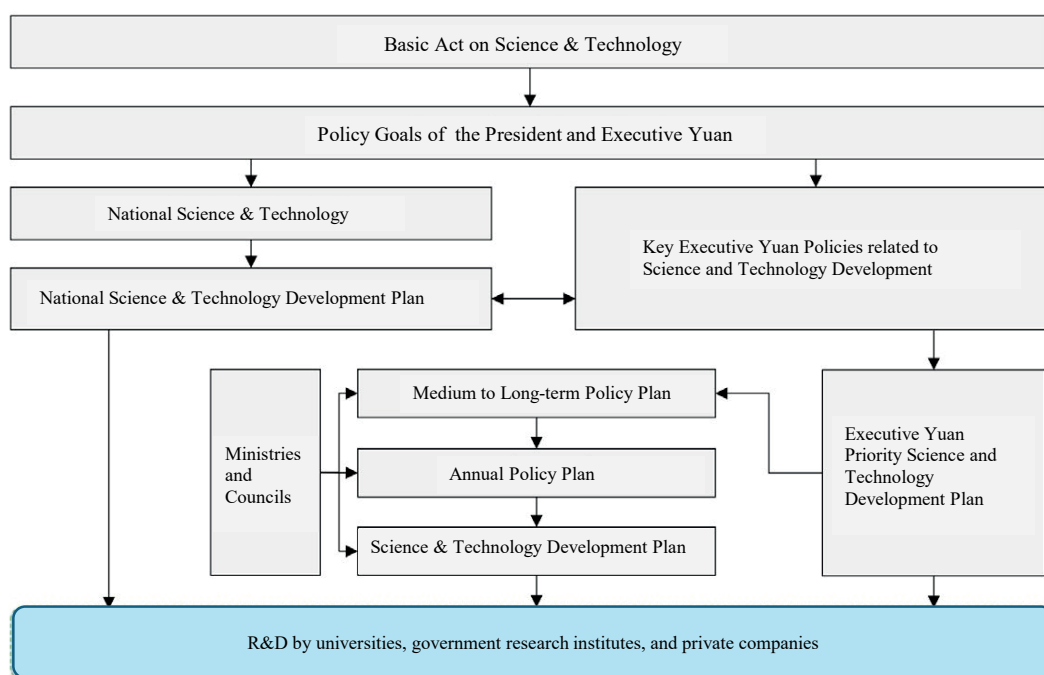 Basic Act on Science & Technology
Policy Goals of the President and Executive Yuan
National Science & Technology
Key Executive Yuan Policies related to
Science and Technology Development
National Science & Technology Development Plan
Ministries
and
Councils
Medium to Long-term Policy Plan
Annual Policy Plan
Science & Technology Development Plan
Executive Yuan
Priority Science and
Technology
Development Plan
R&D by universities, government research institutes, and private companies